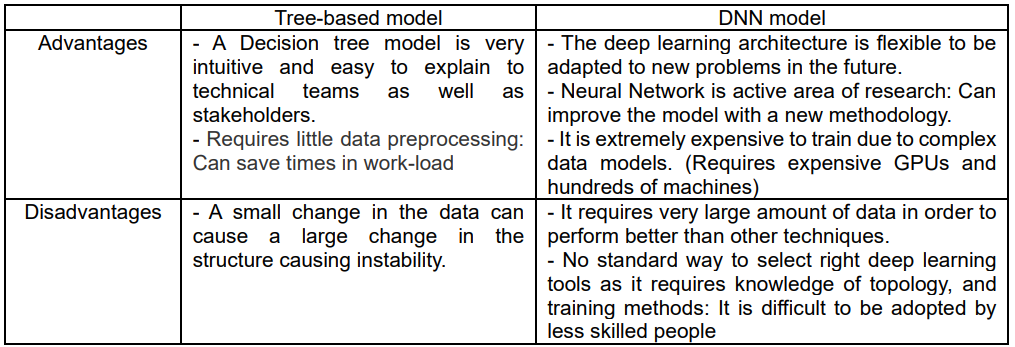 Tree-based model
DNN model
Advantages
- A Decision tree model is very
intuitive and easy to explain to
technical teams as well as
stakeholders.
- Requires little data preprocessing:
Can save times in work-load
- The deep learning architecture is flexible to be
adapted to new problems in the future.
- Neural Network is active area of research: Can
improve the model with a new methodology.
- It is extremely expensive to train due to complex
data models. (Requires expensive GPUs and
hundreds of machines)
Disadvantages
- A small change in the data can
cause a large change in the
structure causing instability.
- It requires very large amount of data in order to
perform better than other techniques.
- No standard way to select right deep learning
tools as it requires knowledge of topology, and
training methods: It is difficult to be adopted by
less skilled people